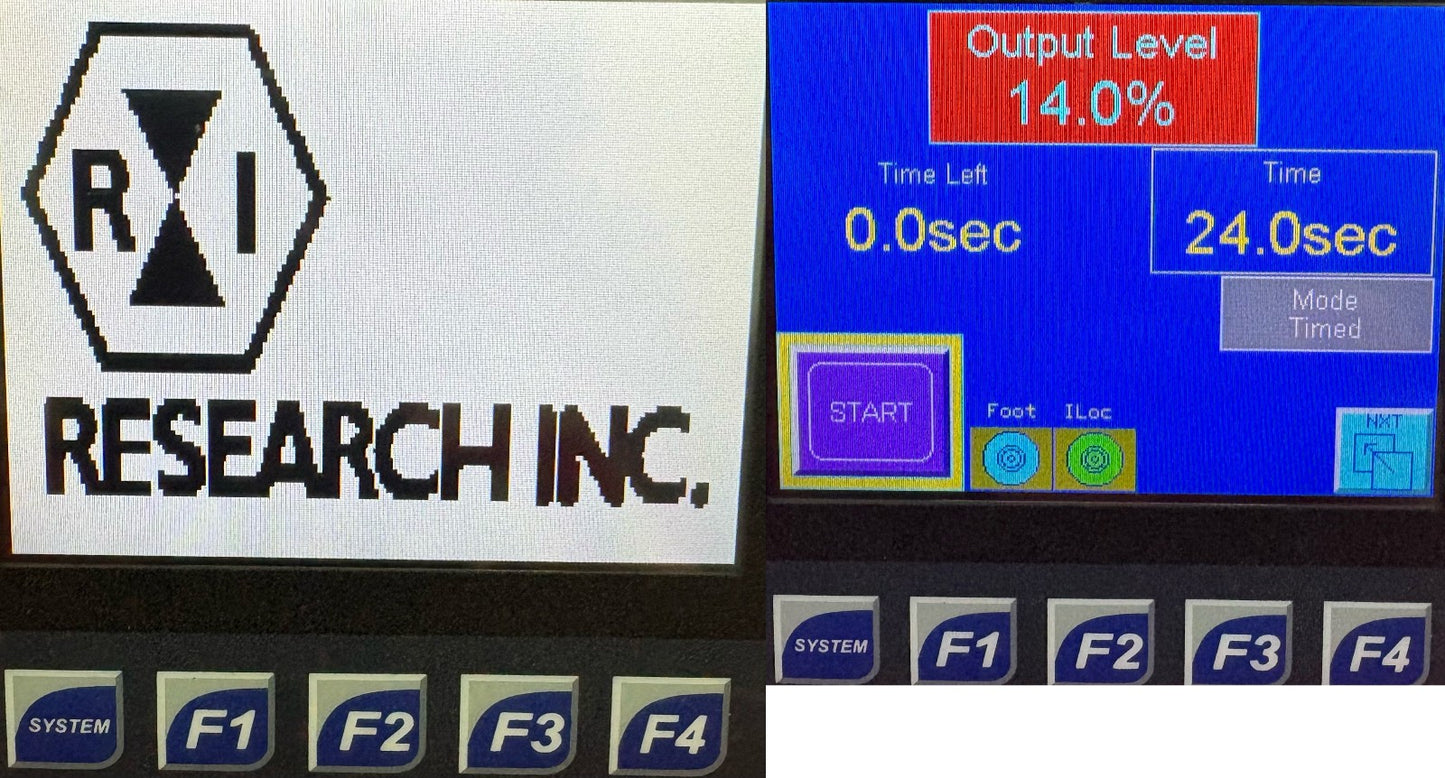 R I
RESEARCH INC.
SYSTEM F1 F2 F3 F4
Output Level
14.0%
Time Left
0.0sec
Time
24.0sec
Mode
Timed
START
Foot ILoc
NXT
SYSTEM F1 F2 F3 F4